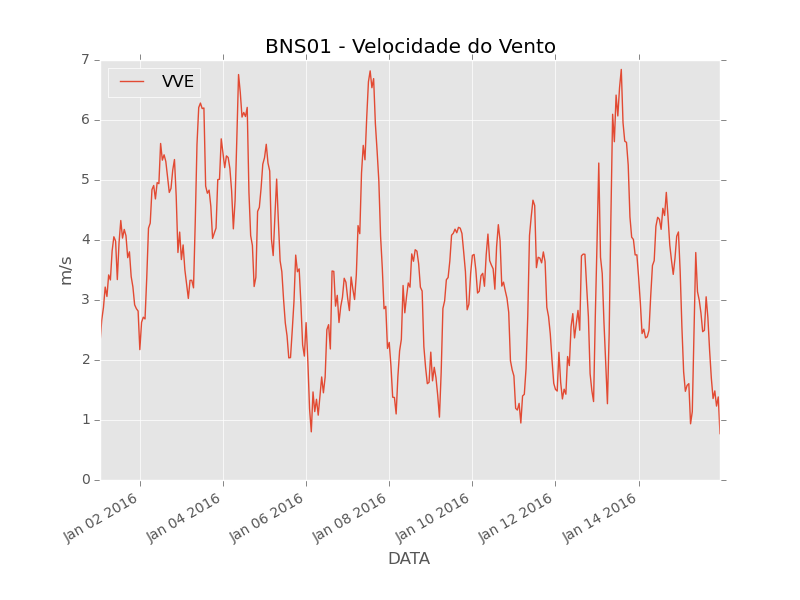 BNS01 - Velocidade do Vento
VVE
7
6
5
4
3
2
1
0
m/s
Jan 02 2016
Jan 04 2016
Jan 06 2016
Jan 08 2016
Jan 10 2016
Jan 12 2016
Jan 14 2016
DATA